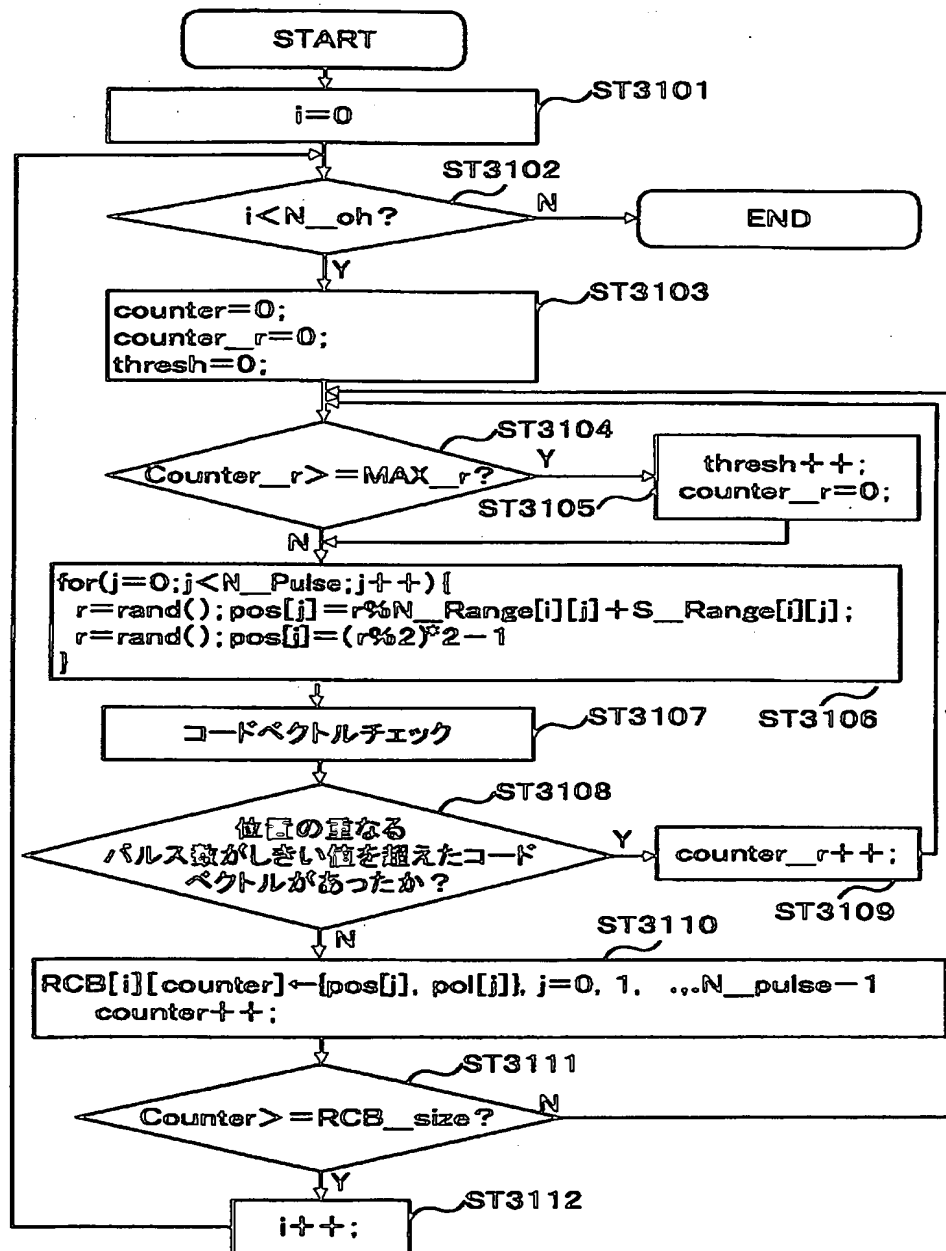 START
ST3101
i=0
ST3102
i<N_ch?
N
END
Y
ST3103
counter=0;
counter_r=0;
thresh=0;
ST3104
Counter_r>=MAX_r?
Y
thresh++;
counter_r=0;
ST3105
N
for(j=0;j<N_Pulse;j++){
r=rand();pos[j]=r%N_Range[i][j]+S_Range[i][j];
r=rand();pos[j]=(r%2)*2-1
}
ST3106
コードベクトルチェック
ST3107
ST3108
位置の重なる
パルス数がしきい値を超えたコード
ベクトルがあったか?
Y
counter_r++;
ST3109
N
ST3110
RCB[i][counter]←{pos[j], pol[j]}, j=0, 1, .,.N_pulse-1
counter++;
ST3111
Counter>=RCB_size?
N
Y
ST3112
i++;